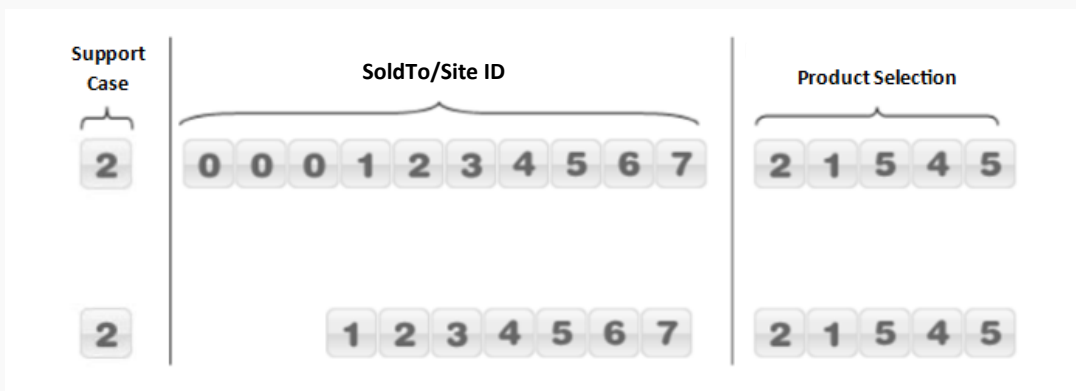 Support
Case
SoldTo/Site ID
Product Selection
2 0 0 0 1 2 3 4 5 6 7 2 1 5 4 5
2 1 2 3 4 5 6 7 2 1 5 4 5